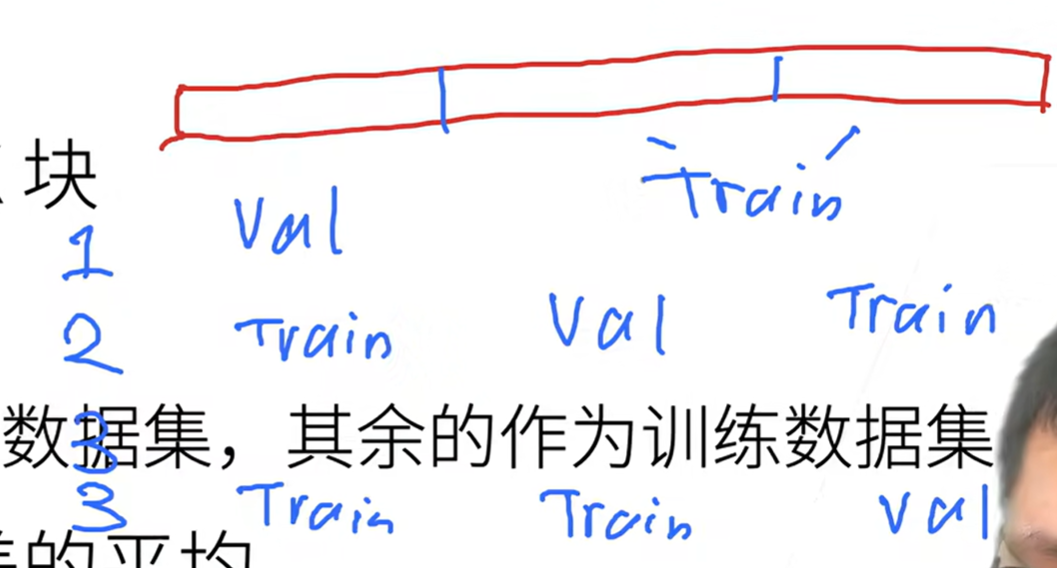 块
Val Train
1
2 Train Val Train
数据集，其余的作为训练数据集
3
3 Train Train val
的平均